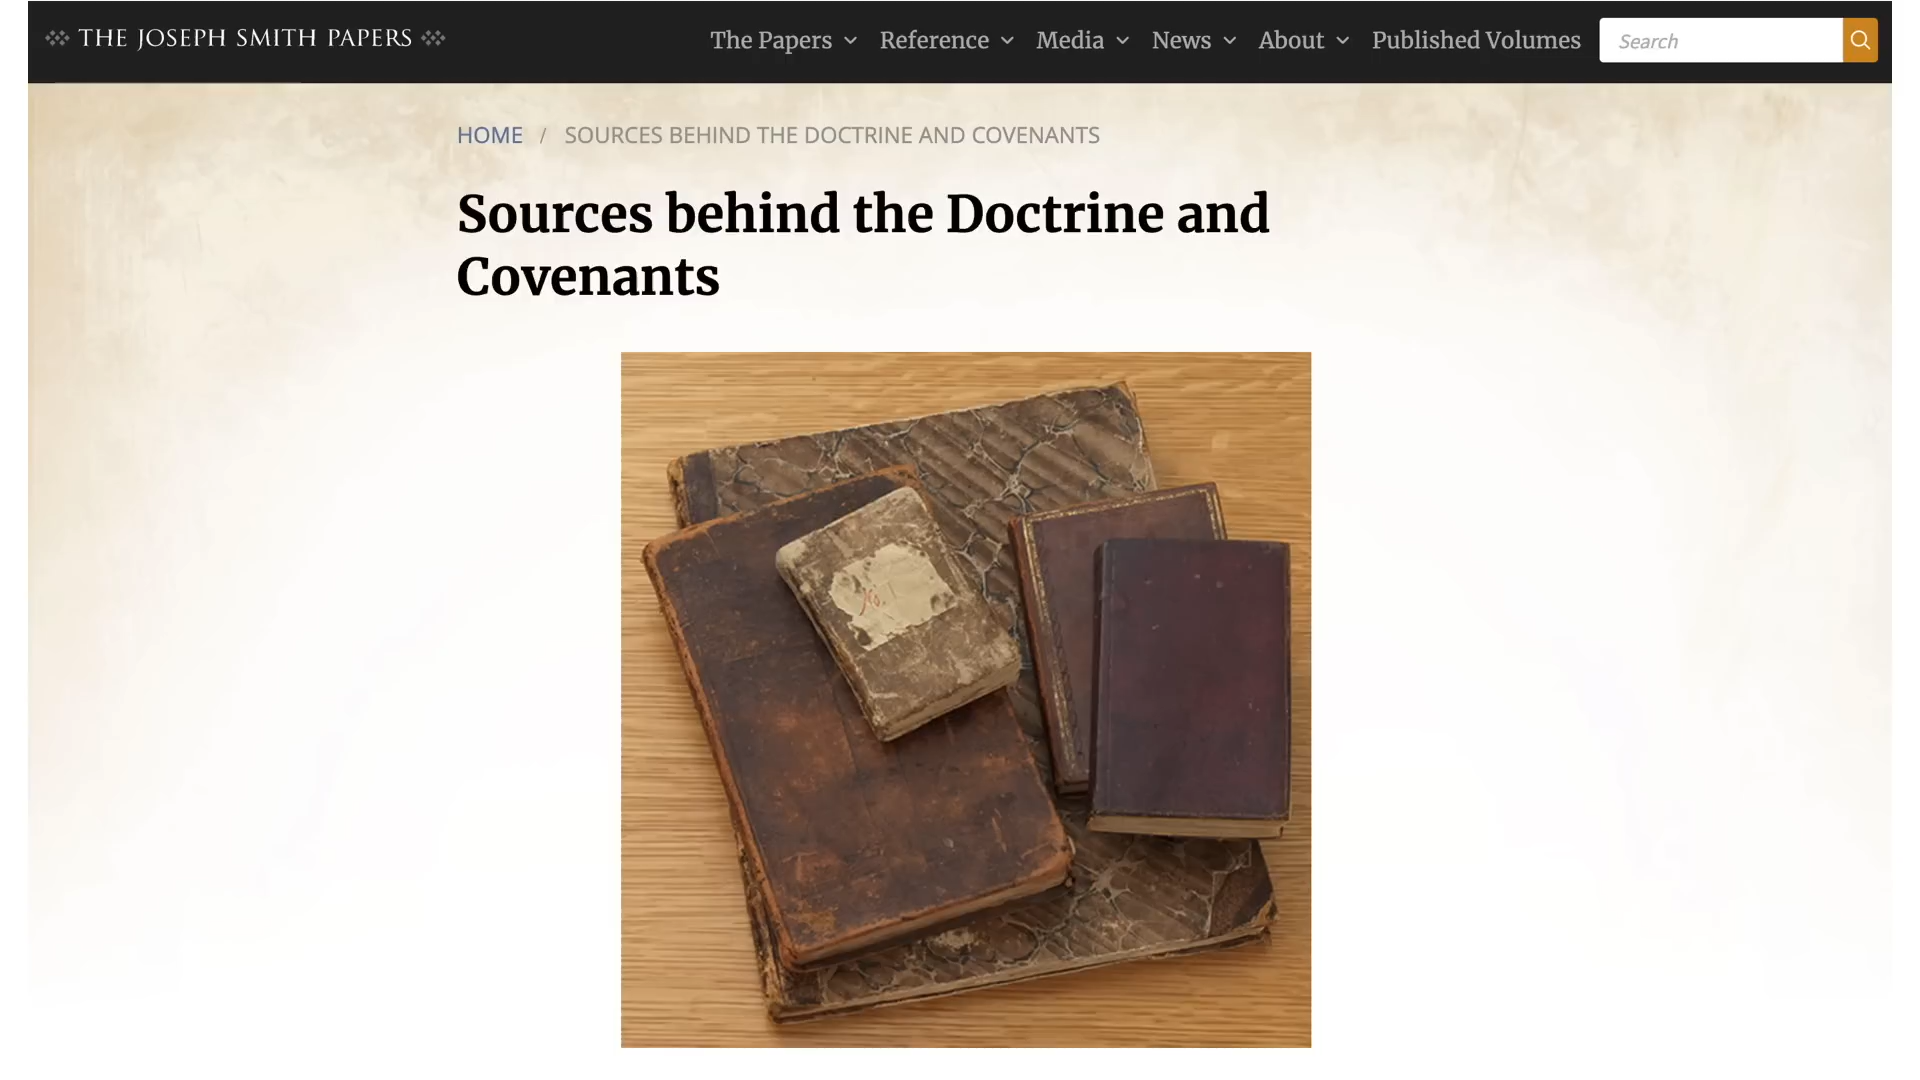 THE JOSEPH SMITH PAPERS
The Papers Reference Media News About Published Volumes Search
HOME / SOURCES BEHIND THE DOCTRINE AND COVENANTS
Sources behind the Doctrine and
Covenants